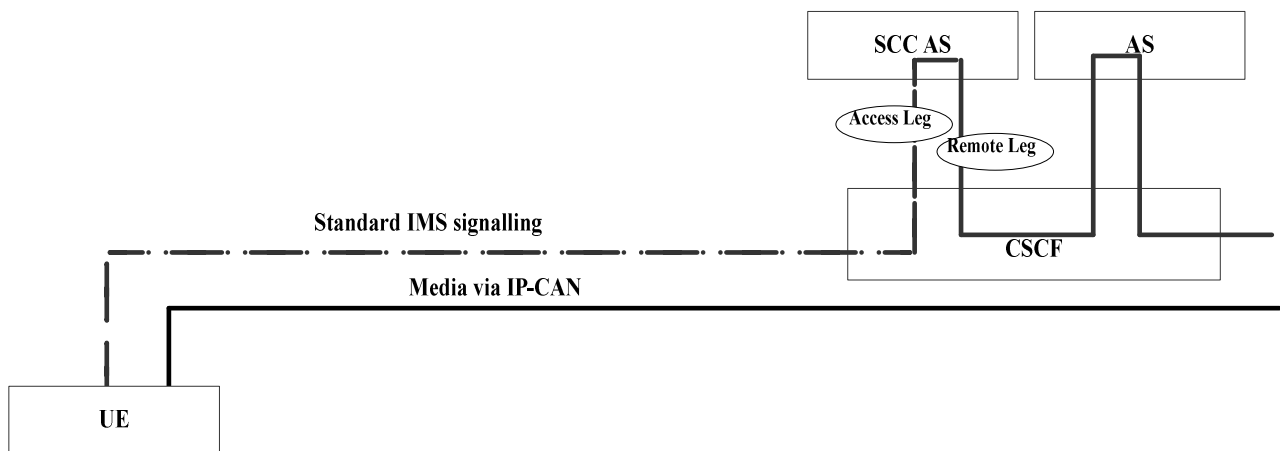 SCC AS
AS
Access Leg
Remote Leg
Standard IMS signalling
CSCF
Media via IP-CAN
UE